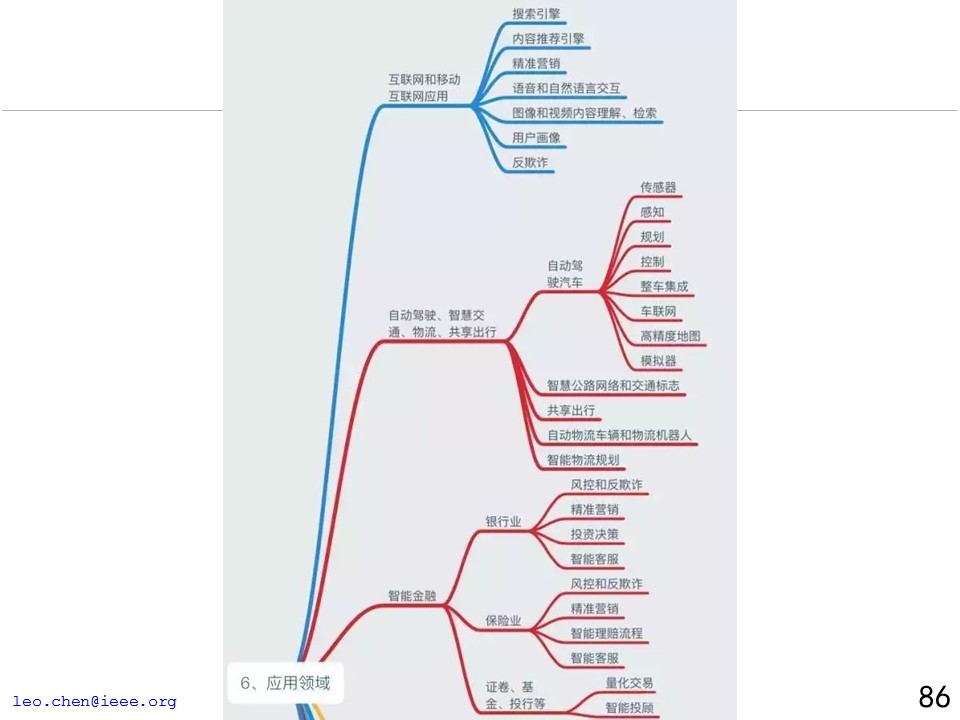 搜索引擎
内容推荐引擎
精准营销
互联网和移动
互联网应用
语音和自然语言交互
图像和视频内容理解、检索
用户画像
反欺诈
传感器
感知
规划
控制
自动驾
驶汽车
整车集成
车联网
高精度地图
模拟器
自动驾驶、智慧交
通、物流、共享出行
智慧公路网络和交通标志
共享出行
自动物流车辆和物流机器人
智能物流规划
风控和反欺诈
精准营销
银行业
投资决策
智能客服
智能金融
风控和反欺诈
精准营销
保险业
智能理赔流程
智能客服
证卷、基
金、投行等
量化交易
智能投顾
6、应用领域
leo.chen@ieee.org
86